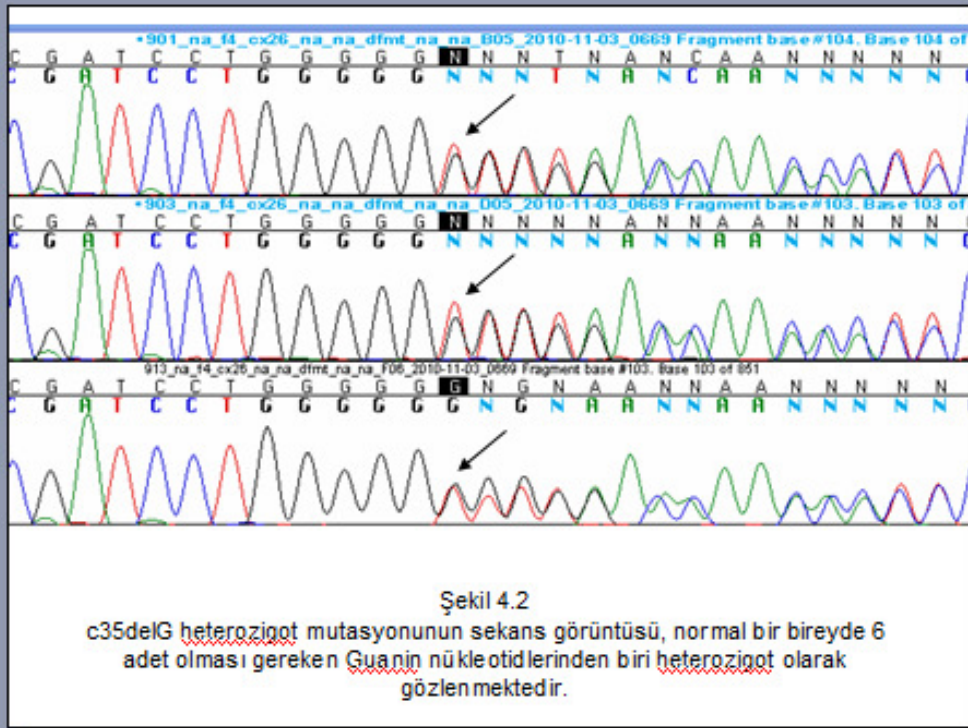 •901_na_f4_cx26_na_na_dfmt_na_na_B05_2010-11-03_0669 Fragment base #104. Base 104 of
C G A T C C T G G G G G N N N T N A N C A A N N N N N
C G A T C C T G G G G G N N N T N A N C A A N N N N N
•903_na_f4_cx26_na_na_dfmt_na_na_D05_2010-11-03_0669 Fragment base #103. Base 103 of
C G A T C C T G G G G G N N N N N A N N A A N N N N N
C G A T C C T G G G G G N N N N N A N N A A N N N N N C
913_na_f4_cx26_na_na_dfmt_na_na_F06_2010-11-03_0669 Fragment base #103. Base 103 of 851
C G A T C C T G G G G G G N G N A A N N A A N N N N N
C G A T C C T G G G G G G N G N A A N N A A N N N N N
Şekil 4.2
c35delG heterozigot mutasyonunun sekans görüntüsü, normal bir bireyde 6
adet olması gereken Guanin nükleotidlerinden biri heterozigot olarak
gözlenmektedir.